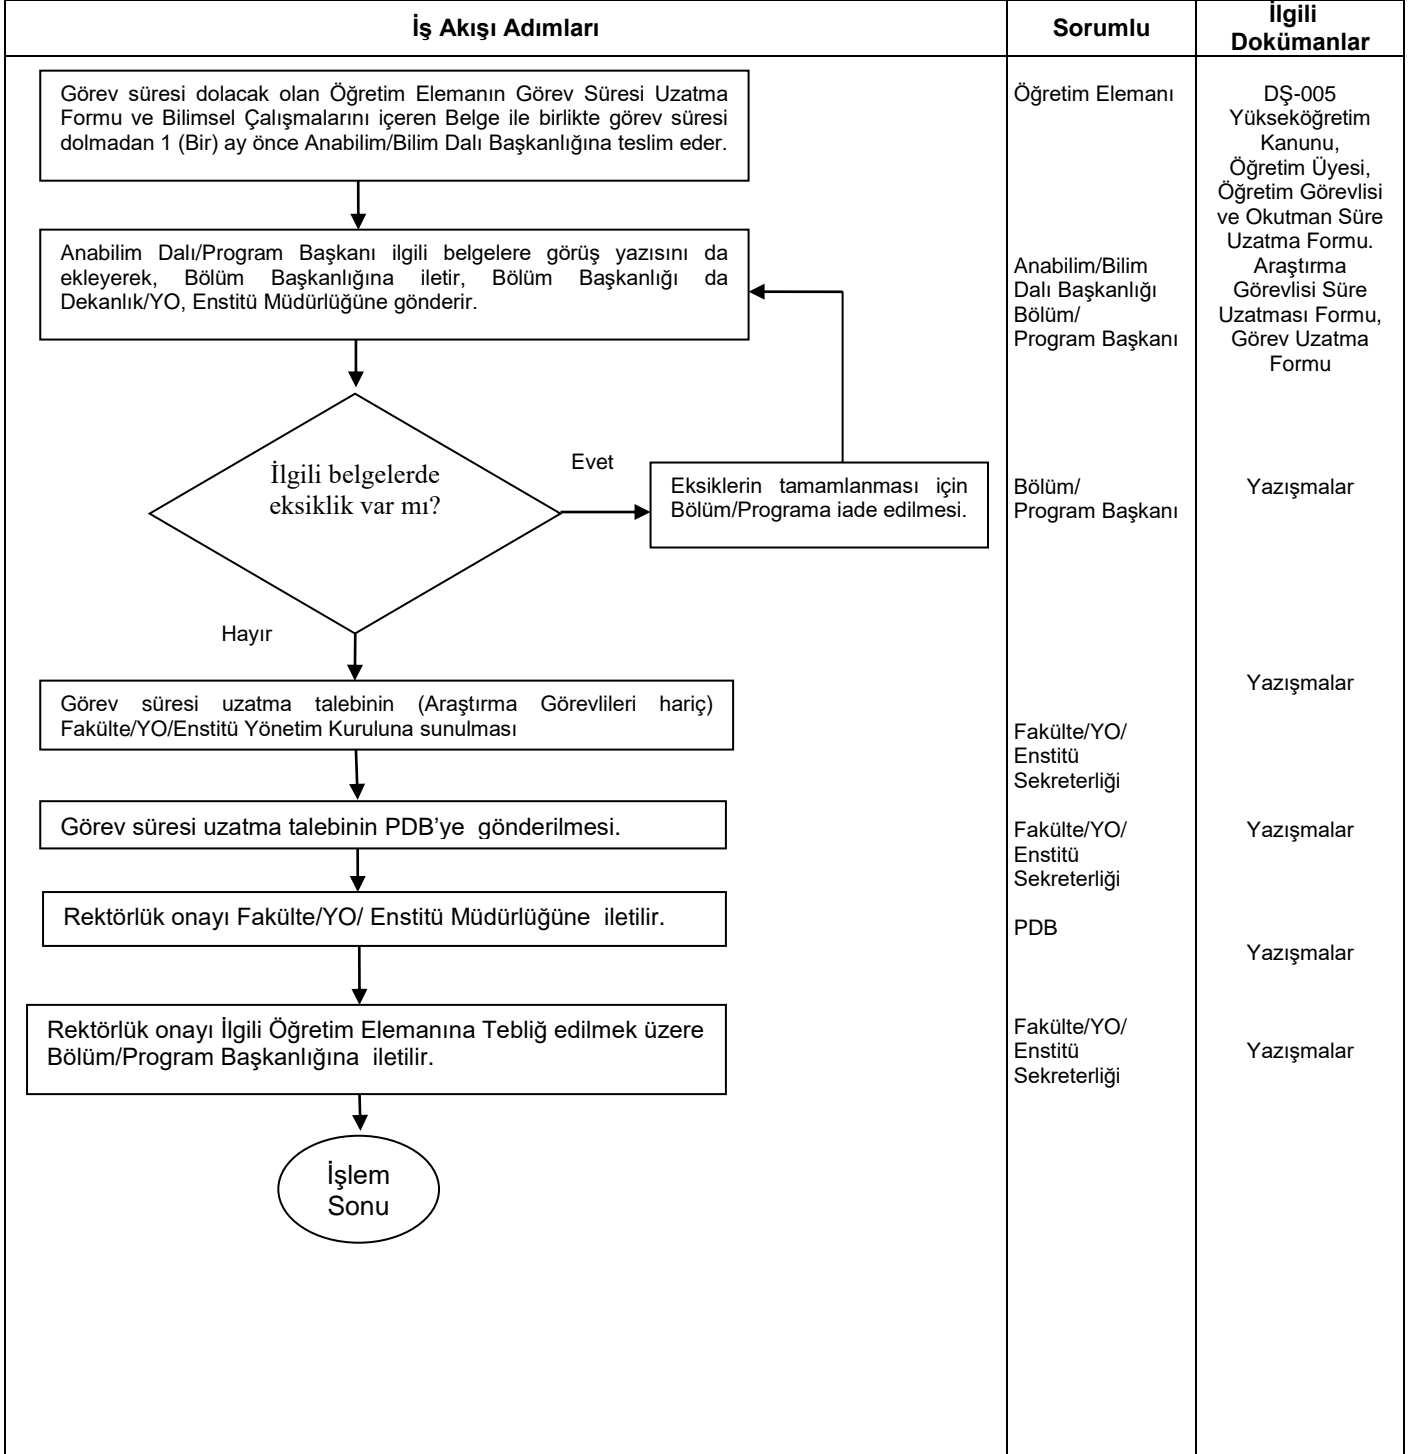 İş Akışı Adımları
Sorumlu
İlgili
Dokümanlar
Görev süresi dolacak olan Öğretim Elemanın Görev Süresi Uzatma
Formu ve Bilimsel Çalışmalarını içeren Belge ile birlikte görev süresi
dolmadan 1 (Bir) ay önce Anabilim/Bilim Dalı Başkanlığına teslim eder.
Öğretim Elemanı
DŞ-005
Yükseköğretim
Kanunu,
Öğretim Üyesi,
Öğretim Görevlisi
ve Okutman Süre
Uzatma Formu.
Araştırma
Görevlisi Süre
Uzatması Formu,
Görev Uzatma
Formu
Anabilim Dalı/Program Başkanı ilgili belgelere görüş yazısını da
ekleyerek, Bölüm Başkanlığına iletir, Bölüm Başkanlığı da
Dekanlık/YO, Enstitü Müdürlüğüne gönderir.
Anabilim/Bilim
Dalı Başkanlığı
Bölüm/
Program Başkanı
İlgili belgelerde
eksiklik var mı?
Evet
Eksiklerin tamamlanması için
Bölüm/Programa iade edilmesi.
Bölüm/
Program Başkanı
Yazışmalar
Hayır
Görev süresi uzatma talebinin (Araştırma Görevlileri hariç)
Fakülte/YO/Enstitü Yönetim Kuruluna sunulması
Yazışmalar
Fakülte/YO/
Enstitü
Sekreterliği
Görev süresi uzatma talebinin PDB’ye  gönderilmesi.
Fakülte/YO/
Enstitü
Sekreterliği
Yazışmalar
Rektörlük onayı Fakülte/YO/ Enstitü Müdürlüğüne  iletilir.
PDB
Yazışmalar
Rektörlük onayı İlgili Öğretim Elemanına Tebliğ edilmek üzere
Bölüm/Program Başkanlığına  iletilir.
Fakülte/YO/
Enstitü
Sekreterliği
Yazışmalar
İşlem
Sonu